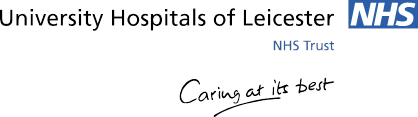 University Hospitals of Leicester NHS
NHS Trust
Caring at its best